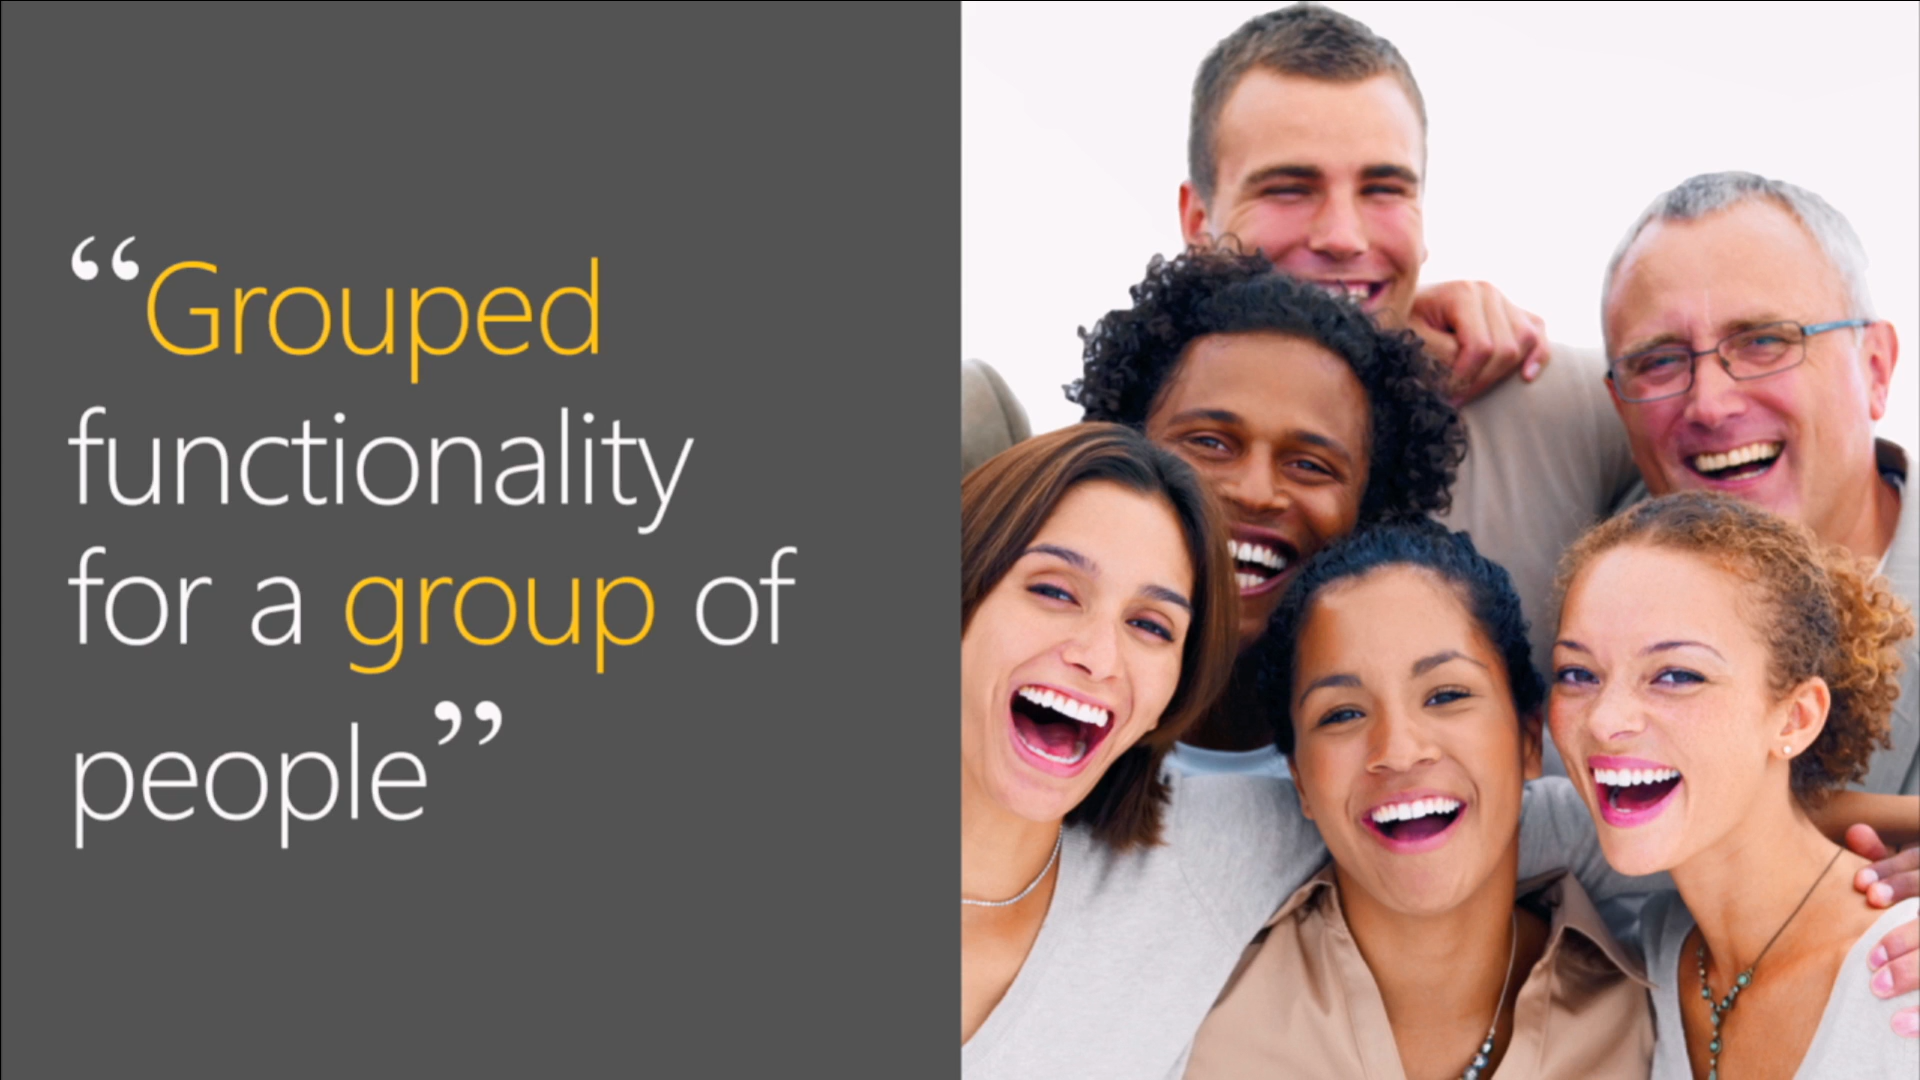 “Grouped
functionality
for a group of
people”